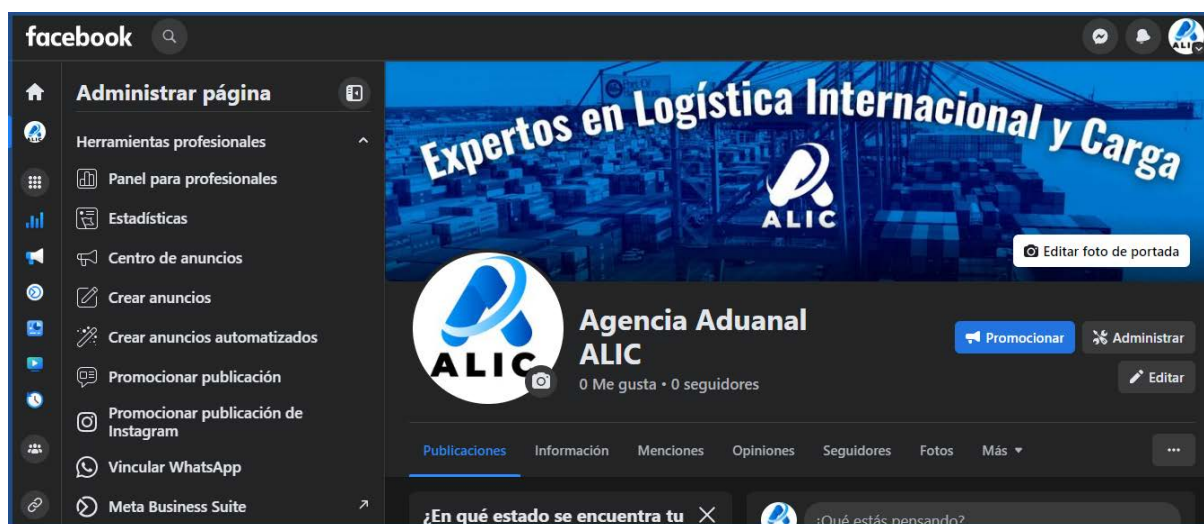 facebook
Administrar página
Herramientas profesionales
Panel para profesionales
Estadísticas
Centro de anuncios
Crear anuncios
Crear anuncios automatizados
Promocionar publicación
Promocionar publicación de
Instagram
Vincular WhatsApp
Meta Business Suite
Expertos en Logística Internacional y Carga
ALIC
Editar foto de portada
ALIC
Agencia Aduanal
ALIC
0 Me gusta • 0 seguidores
Promocionar
Administrar
Editar
Publicaciones
Información
Menciones
Opiniones
Seguidores
Fotos
Más
¿En qué estado se encuentra tu
¿Qué estás pensando?